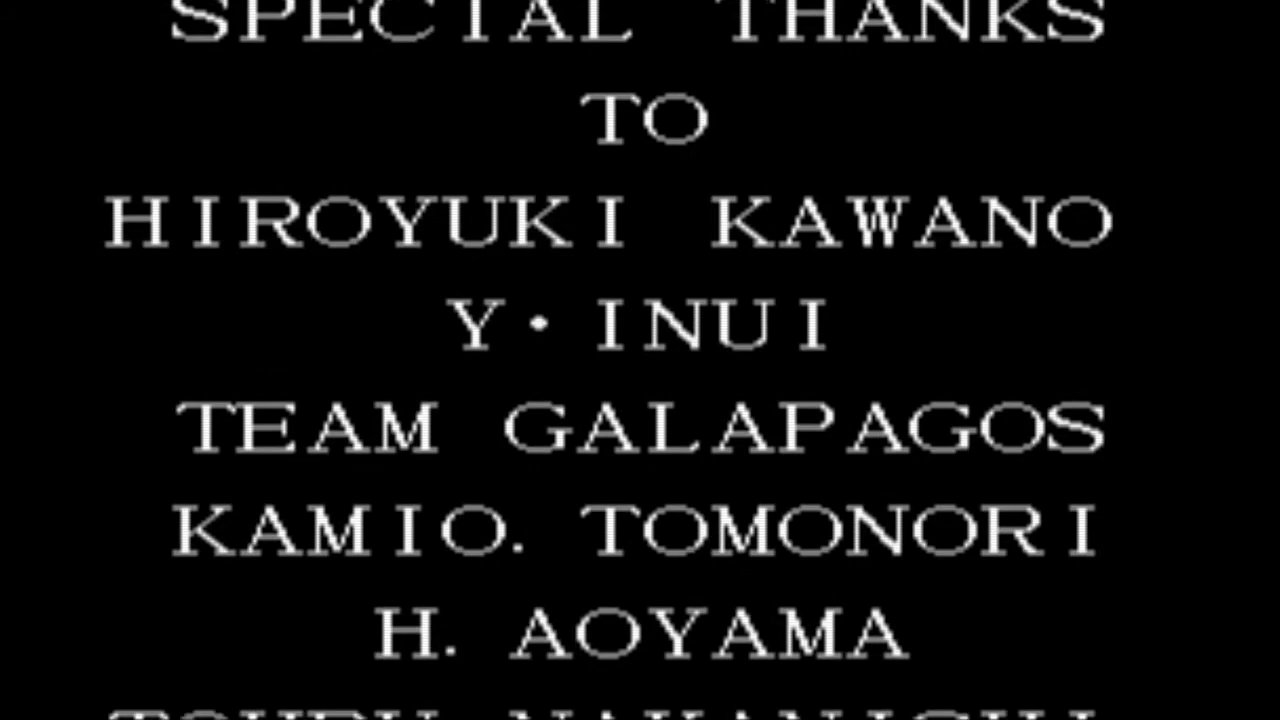 SPECIAL THANKS
TO
HIROYUKI KAWANO
Y・INUI
TEAM GALAPAGOS
KAMIO. TOMONORI
H. AOYAMA